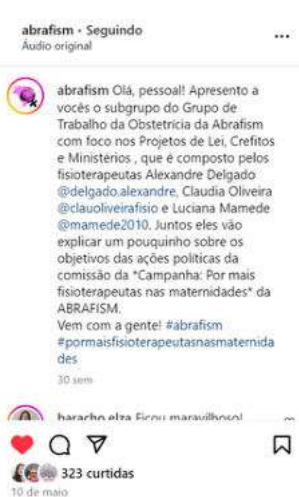 abrafism • Seguindo
Áudio original
...
abrafism Olá, pessoal! Apresento a
vocês o subgrupo do Grupo de
Trabalho da Obstetrícia da Abrafism
com foco nos Projetos de Lei, Crefitos
e Ministérios , que é composto pelos
fisioterapeutas Alexandre Delgado
@delgado.alexandre, Claudia Oliveira
@clauoliveirafisio e Luciana Mamede
@mamede2010. Juntos eles vão
explicar um pouquinho sobre os
objetivos das ações políticas da
comissão da *Campanha: Por mais
fisioterapeutas nas maternidades* da
ABRAFISM.
Vem com a gente! #abrafism
#pormaisfisioterapeutasnasmaternida
des
30 sem
baracho.elza Ficou maravilhoso!
323 curtidas
10 de maio